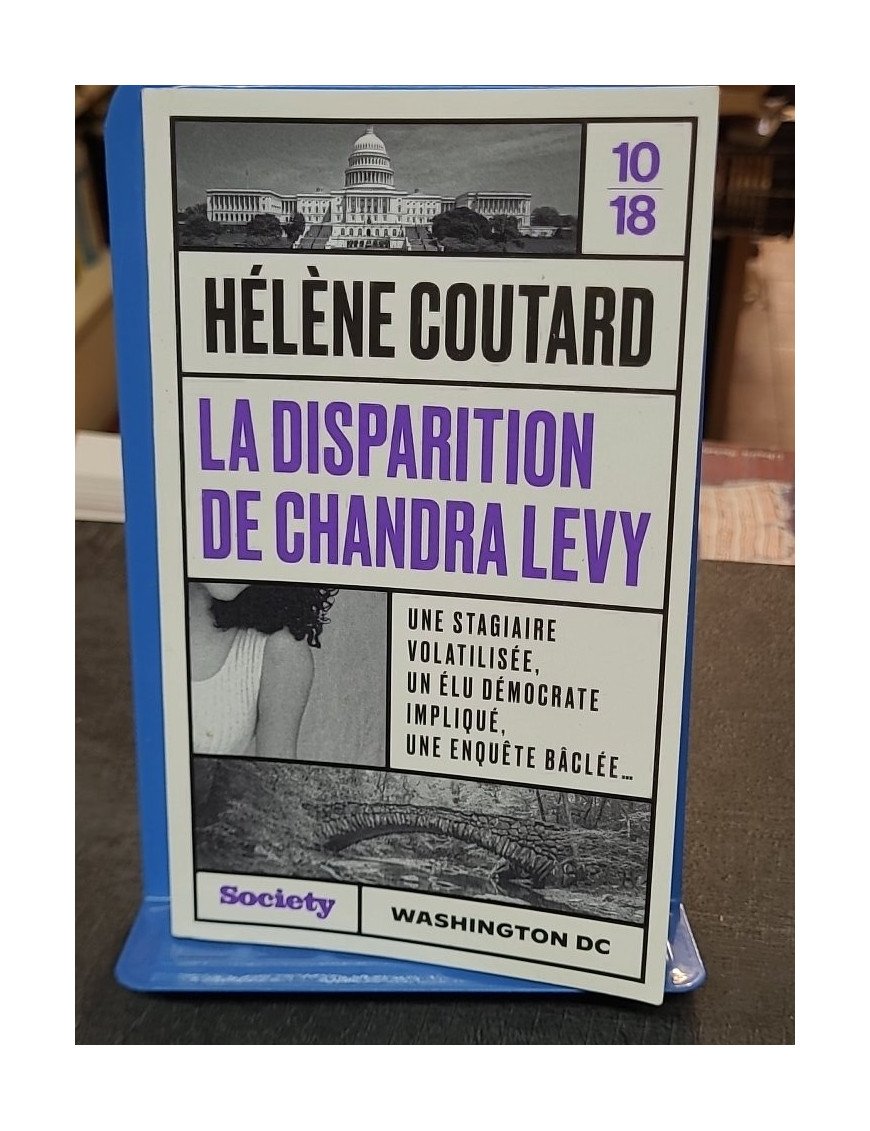 10
18
HÉLÈNE COUTARD
LA DISPARITION
DE CHANDRA LEVY
UNE STAGIAIRE
VOLATILISÉE,
UN ÉLU DÉMOCRATE
IMPLIQUÉ,
UNE ENQUÊTE BÂCLÉE...
Society
WASHINGTON DC